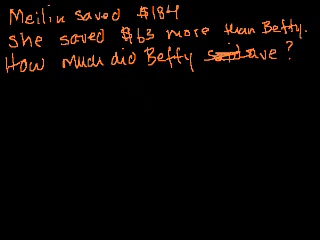 Meilin saved $184
she saved $63 more than Betty.
How much did Betty save?